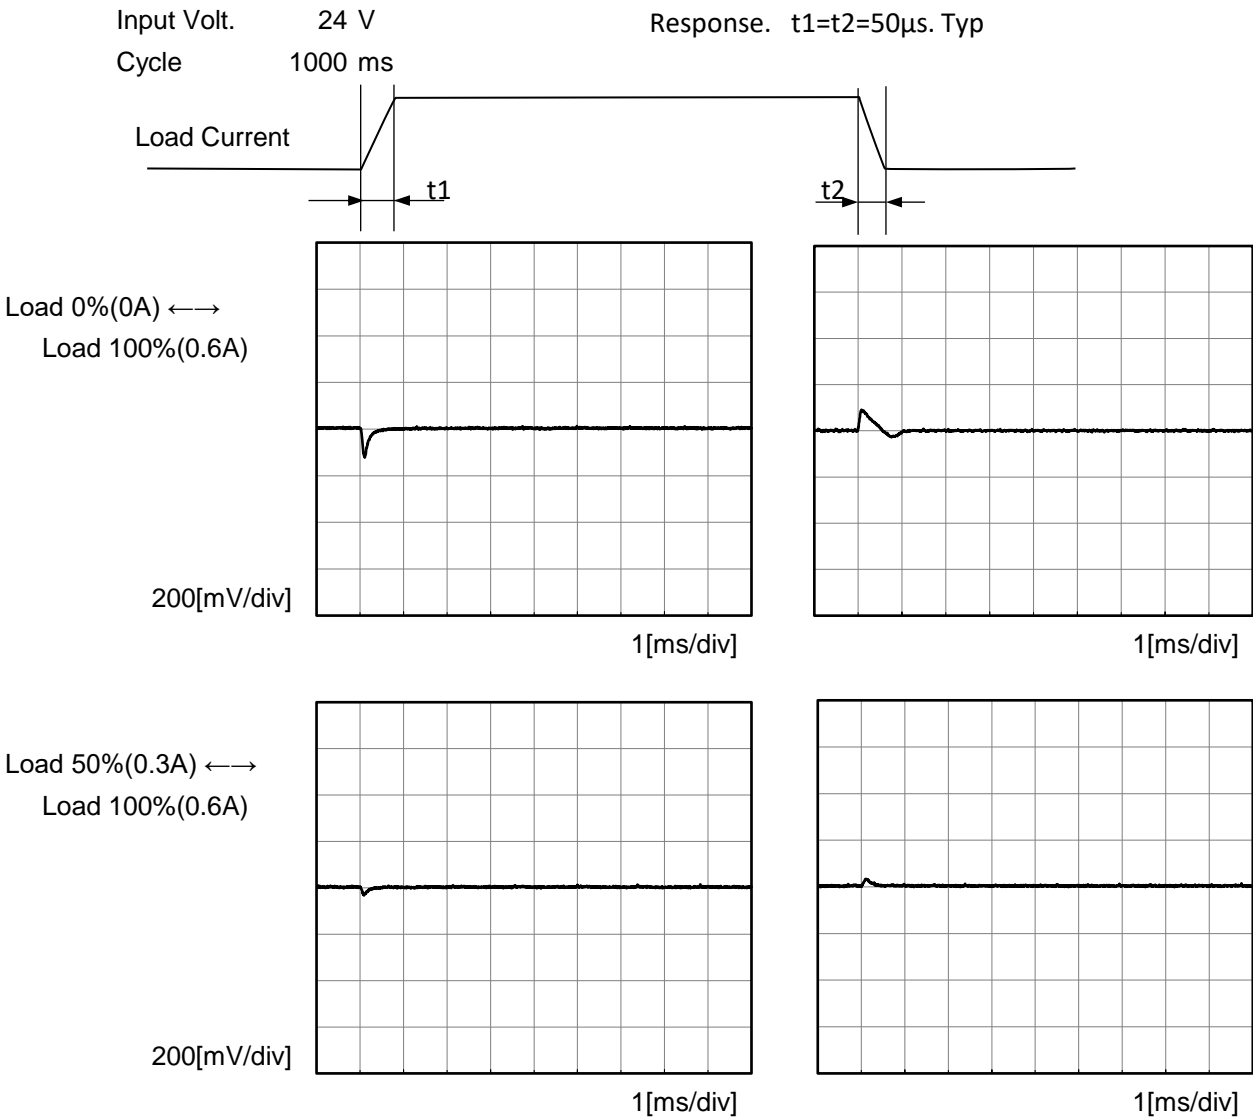 Input Volt. 24 V Response. t1=t2=50μs. Typ
Cycle 1000 ms
Load Current
t1 t2
Load 0%(0A) ←→
Load 100%(0.6A)
200[mV/div]
1[ms/div] 1[ms/div]
Load 50%(0.3A) ←→
Load 100%(0.6A)
200[mV/div]
1[ms/div] 1[ms/div]